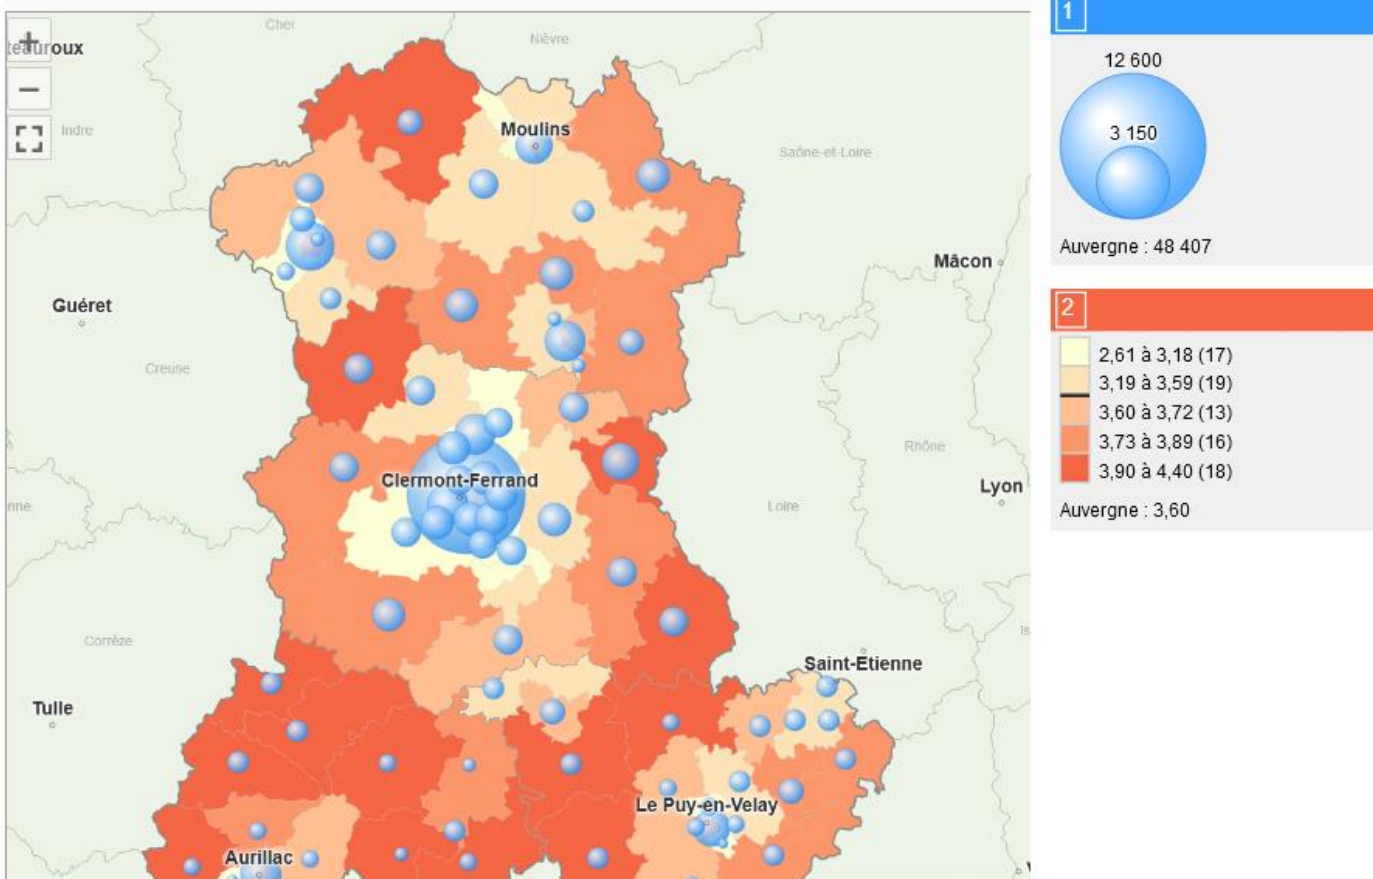 Cher
Nièvre
+
teauroux
−
Indre
Moulins
Saône-et-Loire
Mâcon
Guéret
Creuse
Rhône
Clermont-Ferrand
Lyon
Loire
nne
Corrèze
Is
Saint-Etienne
Tulle
Le Puy-en-Velay
Aurillac
V
1
12 600
3 150
Auvergne : 48 407
2
2,61 à 3,18 (17)
3,19 à 3,59 (19)
3,60 à 3,72 (13)
3,73 à 3,89 (16)
3,90 à 4,40 (18)
Auvergne : 3,60